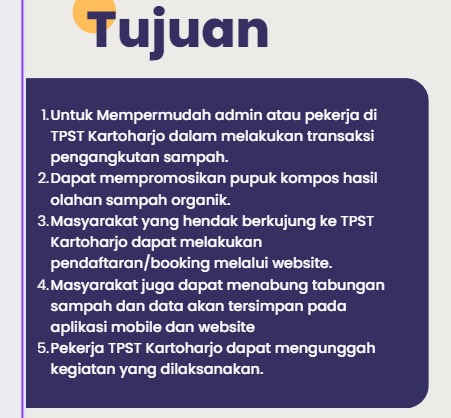 Tujuan
1.Untuk Mempermudah admin atau pekerja di
TPST Kartoharjo dalam melakukan transaksi
pengangkutan sampah.
2.Dapat mempromosikan pupuk kompos hasil
olahan sampah organik.
3.Masyarakat yang hendak berkujung ke TPST
Kartoharjo dapat melakukan
pendaftaran/booking melalui website.
4.Masyarakat juga dapat menabung tabungan
sampah dan data akan tersimpan pada
aplikasi mobile dan website
5.Pekerja TPST Kartoharjo dapat mengunggah
kegiatan yang dilaksanakan.